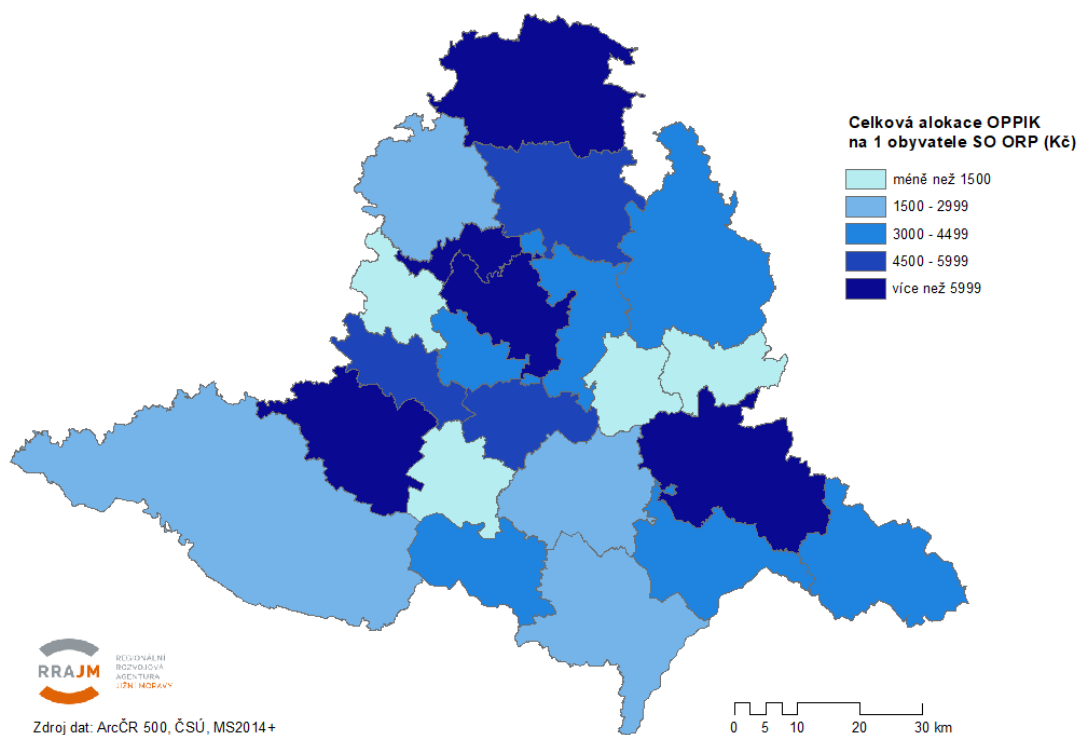 Celková alokace OPPIK
na 1 obyvatele SO ORP (Kč)
méně než 1500
1500 - 2999
3000 - 4499
4500 - 5999
více než 5999
RRAJM
REGIONÁLNÍ
ROZVOJOVÁ
AGENTURA
JIŽNÍ MORAVY
Zdroj dat: ArcČR 500, ČSÚ, MS2014+
0 5 10 20 30 km